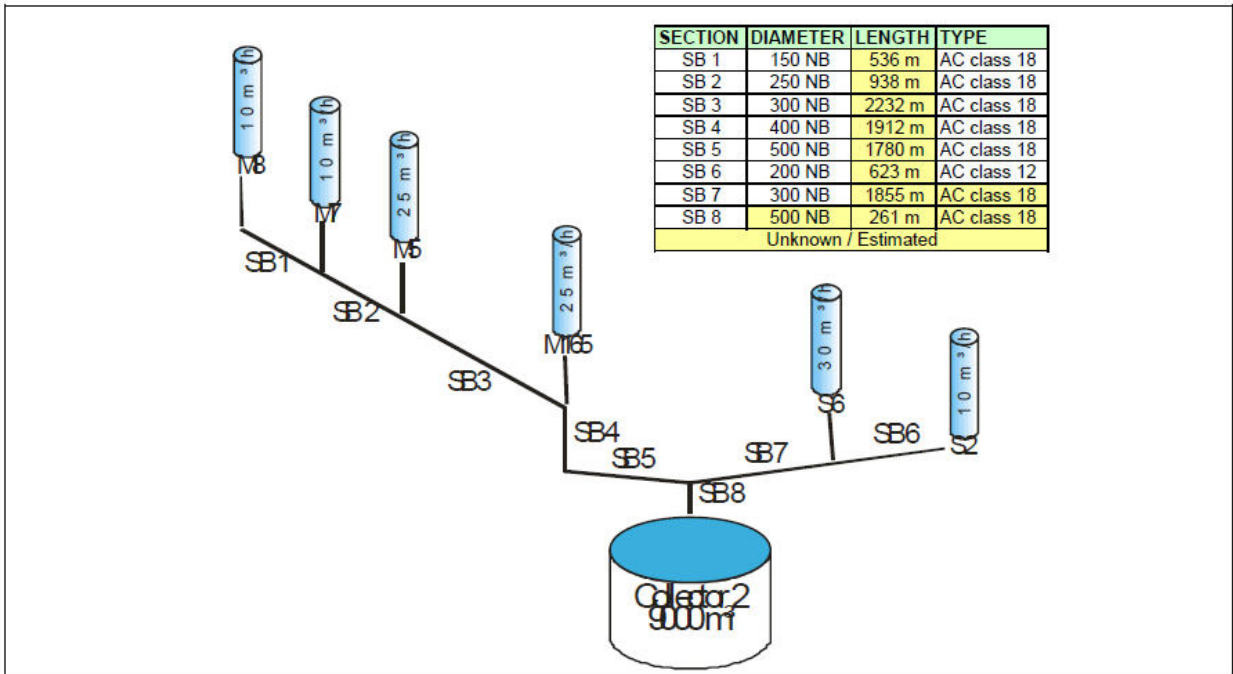 SECTION DIAMETER LENGTH TYPE
SB 1 150 NB 536 m AC class 18
SB 2 250 NB 938 m AC class 18
SB 3 300 NB 2232 m AC class 18
SB 4 400 NB 1912 m AC class 18
SB 5 500 NB 1780 m AC class 18
SB 6 200 NB 623 m AC class 12
SB 7 300 NB 1855 m AC class 18
SB 8 500 NB 261 m AC class 18
Unknown / Estimated
10 m³/h
M8
10 m³/h
M7
25 m³/h
M5
25 m³/h
M165
30 m³/h
S6
10 m³/h
S2
SB1
SB2
SB3
SB4
SB5
SB7
SB6
SB8
Collector 2
9000 m³